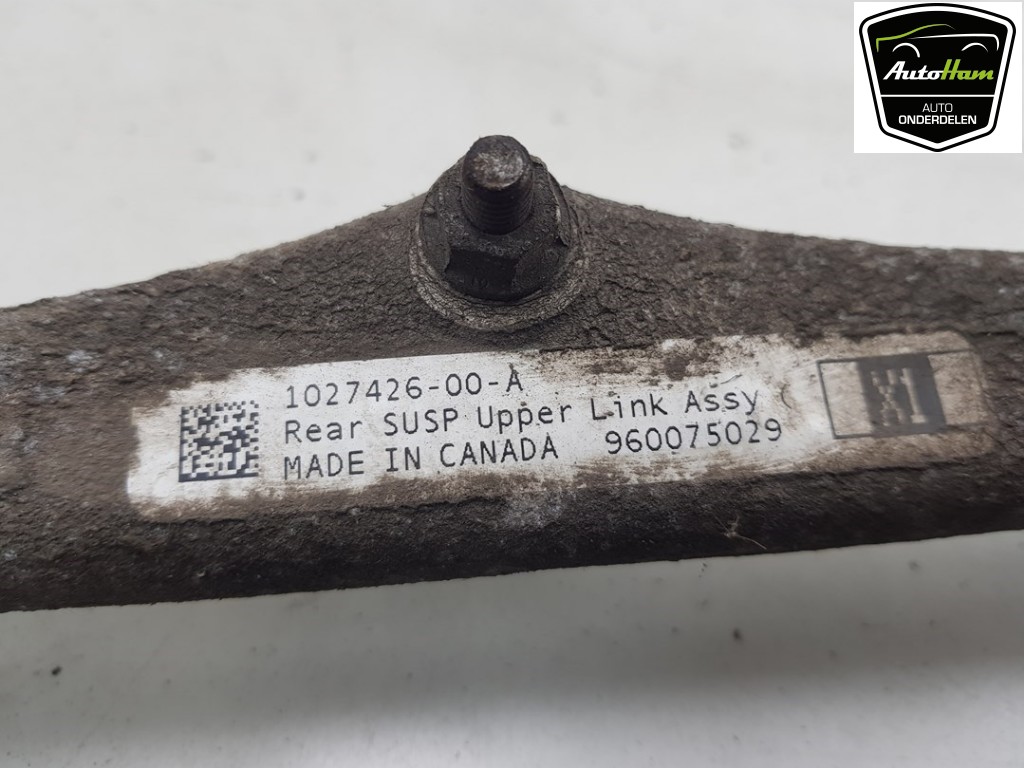 AutoHam
AUTO
ONDERDELEN
1027426-00-A
Rear SUSP Upper Link Assy
MADE IN CANADA 960075029